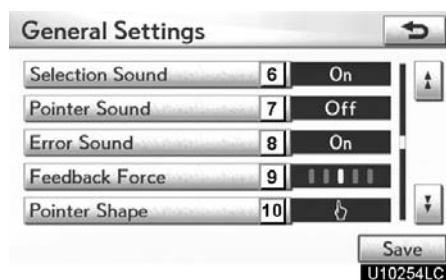 General Settings
Selection Sound 6 On
Pointer Sound 7 Off
Error Sound 8 On
Feedback Force 9
Pointer Shape 10
Save
U10254LC